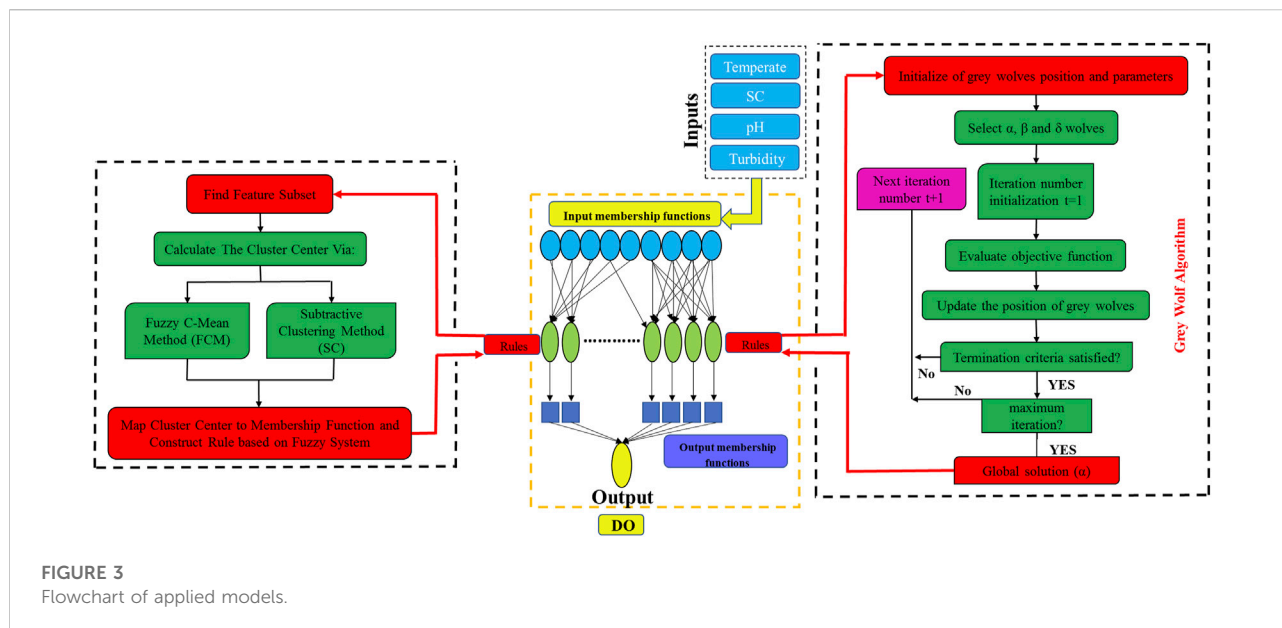 Find Feature Subset
Calculate The Cluster Center Via:
Fuzzy C-Mean
Method (FCM)
Subtractive
Clustering Method
(SC)
Map Cluster Center to Membership Function and
Construct Rule based on Fuzzy System
Inputs
Temperate
SC
pH
Turbidity
Input membership functions
Rules
Rules
Output membership
functions
Output
DO
Initialize of grey wolves position and parameters
Select α, β and δ wolves
Next iteration
number t+1
Iteration number
initialization t=1
Evaluate objective function
Update the position of grey wolves
Termination criteria satisfied?
No
YES
No
maximum
iteration?
YES
Global solution (α)
Grey Wolf Algorithm
FIGURE 3
Flowchart of applied models.